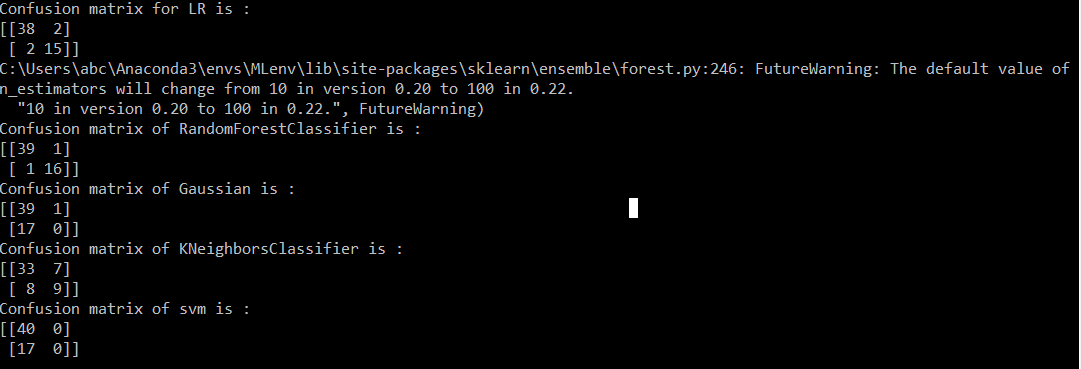 Confusion matrix for LR is :
[[38  2]
 [ 2 15]]
C:\Users\abc\Anaconda3\envs\MLenv\lib\site-packages\sklearn\ensemble\forest.py:246: FutureWarning: The default value of
n_estimators will change from 10 in version 0.20 to 100 in 0.22.
  "10 in version 0.20 to 100 in 0.22.", FutureWarning)
Confusion matrix of RandomForestClassifier is :
[[39  1]
 [ 1 16]]
Confusion matrix of Gaussian is :
[[39  1]
 [17  0]]
Confusion matrix of KNeighborsClassifier is :
[[33  7]
 [ 8  9]]
Confusion matrix of svm is :
[[40  0]
 [17  0]]